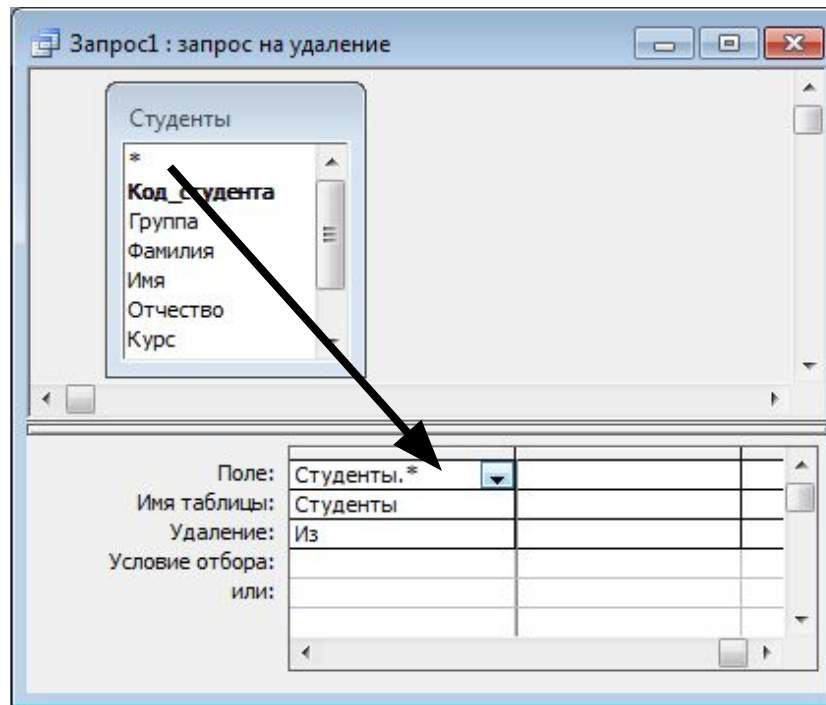 Запрос1 : запрос на удаление
Студенты
*
Код_студента
Группа
Фамилия
Имя
Отчество
Курс
Поле: Студенты.*
Имя таблицы: Студенты
Удаление: Из
Условие отбора:
или: